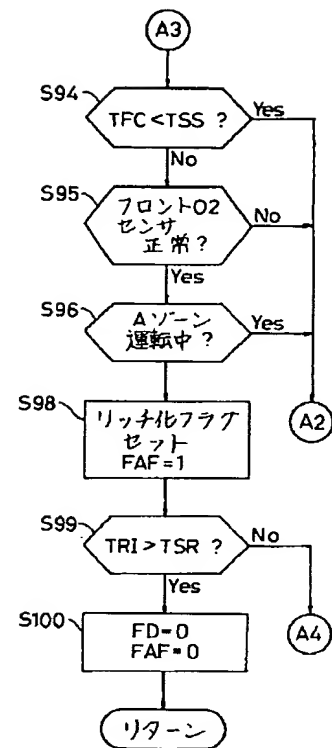 A3
S94
TFC<TSS ?
Yes
No
S95
フロントO2
センサ
正常?
No
Yes
S96
Aゾーン
運転中?
Yes
A2
S98
リッチ化フラグ
セット
FAF=1
S99
TRI>TSR ?
No
Yes
A4
S100
FD=0
FAF=0
リターン